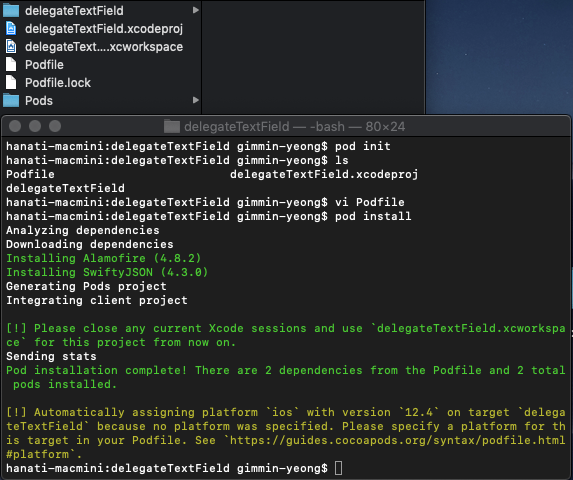 delegateTextField
delegateTextField.xcodeproj
delegateText....xcworkspace
Podfile
Podfile.lock
Pods
delegateTextField — -bash — 80×24
hanati-macmini:delegateTextField gimmin-yeong$ pod init
hanati-macmini:delegateTextField gimmin-yeong$ ls
Podfile delegateTextField.xcodeproj
delegateTextField
hanati-macmini:delegateTextField gimmin-yeong$ vi Podfile
hanati-macmini:delegateTextField gimmin-yeong$ pod install
Analyzing dependencies
Downloading dependencies
Installing Alamofire (4.8.2)
Installing SwiftyJSON (4.3.0)
Generating Pods project
Integrating client project
[!] Please close any current Xcode sessions and use `delegateTextField.xcworkspa
ce` for this project from now on.
Sending stats
Pod installation complete! There are 2 dependencies from the Podfile and 2 total
pods installed.
[!] Automatically assigning platform `ios` with version `12.4` on target `delega
teTextField` because no platform was specified. Please specify a platform for th
is target in your Podfile. See `https://guides.cocoapods.org/syntax/podfile.html
#platform`.
hanati-macmini:delegateTextField gimmin-yeong$